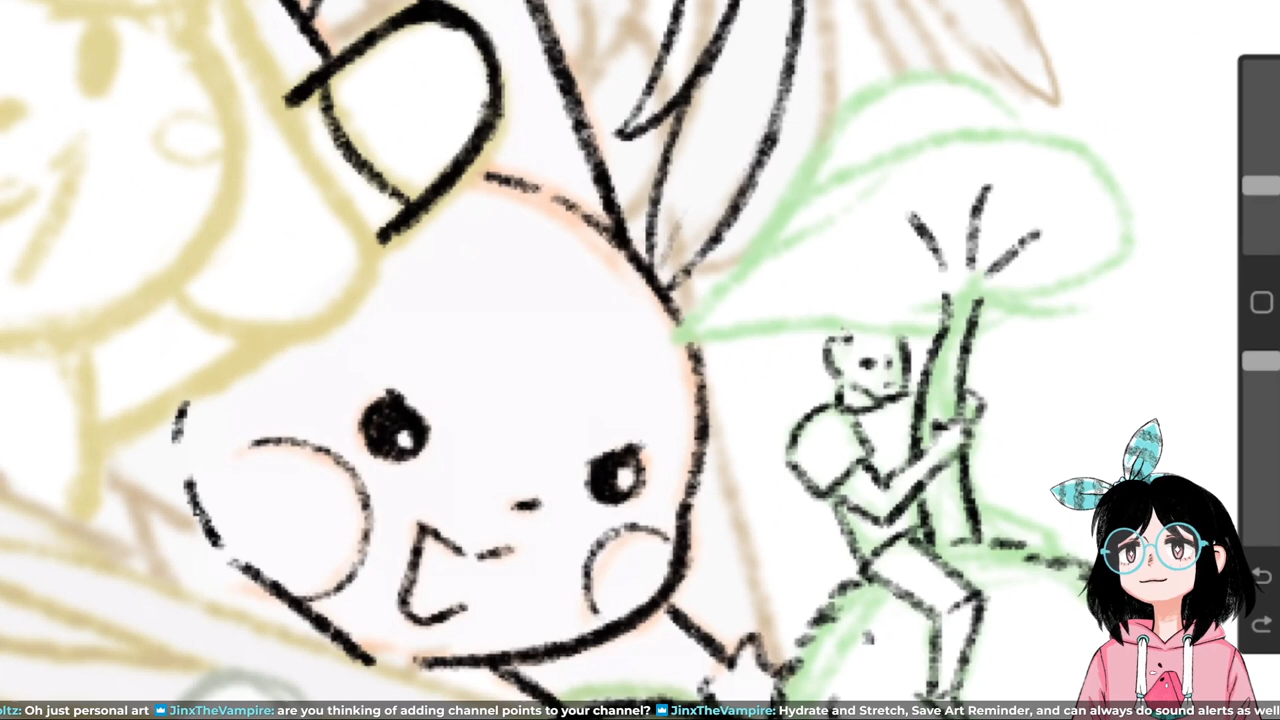 ltz: Oh just personal art JinxTheVampire: are you thinking of adding channel points to your channel? JinxTheVampire: Hydrate and Stretch, Save Art Reminder, and can always do sound alerts as well